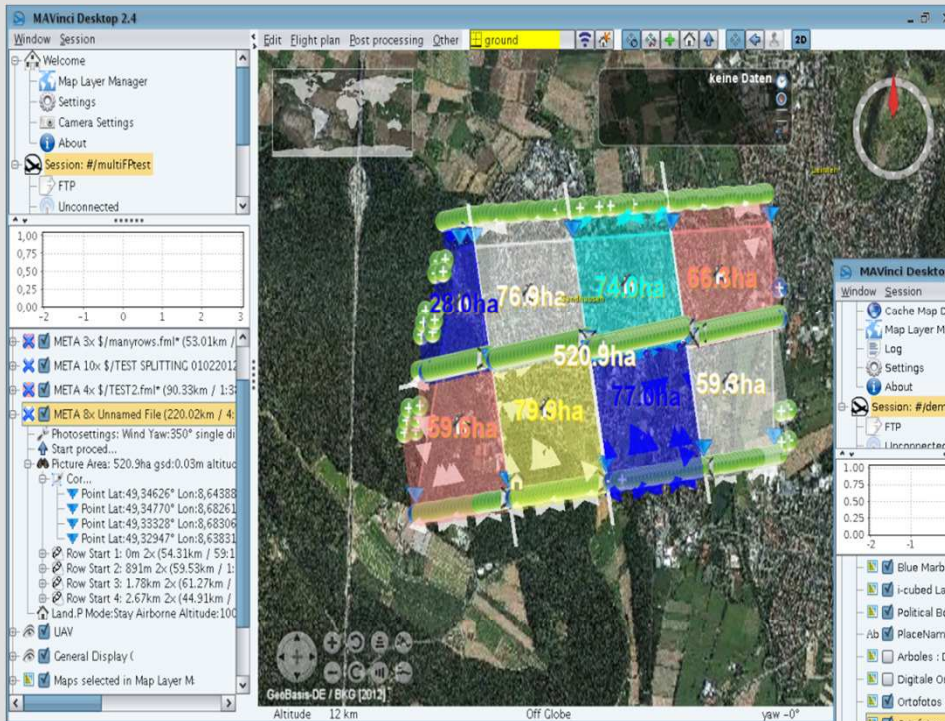 MAVinci Desktop 2.4
Window Session
Edit Flight plan Post processing Other ground 2D
Welcome
Map Layer Manager
Settings
Camera Settings
About
Session: #/multiFPtest
FTP
Unconnected
1,00
0,75
0,50
0,25
0,00
-2 -1 0 1 2 3
META 3x $/manyrows.fml* (53.01km /
META 10x $/TEST SPLITTING 01022012
META 4x $/TEST2.fml* (90.33km / 1:3
META 8x Unnamed File (220.02km / 4:
Photosettings: Wind Yaw:350° single di
Start proced...
Picture Area: 520.9ha gsd:0.03m altitud
Cor...
Point Lat:49,34626° Lon:8,64388
Point Lat:49,34770° Lon:8,68261
Point Lat:49,33328° Lon:8,68306
Point Lat:49,32947° Lon:8,63831
Row Start 1: 0m 2x (54.31km / 59:1
Row Start 2: 891m 2x (59.53km / 1:
Row Start 3: 1.78km 2x (61.27km /
Row Start 4: 2.67km 2x (44.91km /
Land.P Mode:Stay Airborne Altitude:100
UAV
General Display (
Maps selected in Map Layer M
keine Daten
28.0ha
76.9ha
74.0ha
520.9ha
79.9ha
77.0ha
59.3ha
GeoBasis-DE / BKG [2012]
Altitude 12 km Off Globe yaw -0°
MAVinci Deskto
Window Session
Cache Map D
Map Layer M
Log
Settings
About
Session: #/dem
FTP
Unconnected
1.00
0.75
0.50
0.25
0.00
-2 -1
Blue Marb
i-cubed La
Political Bo
Ab PlaceNam
Arboles : D
Digitale Or
Ortofotos